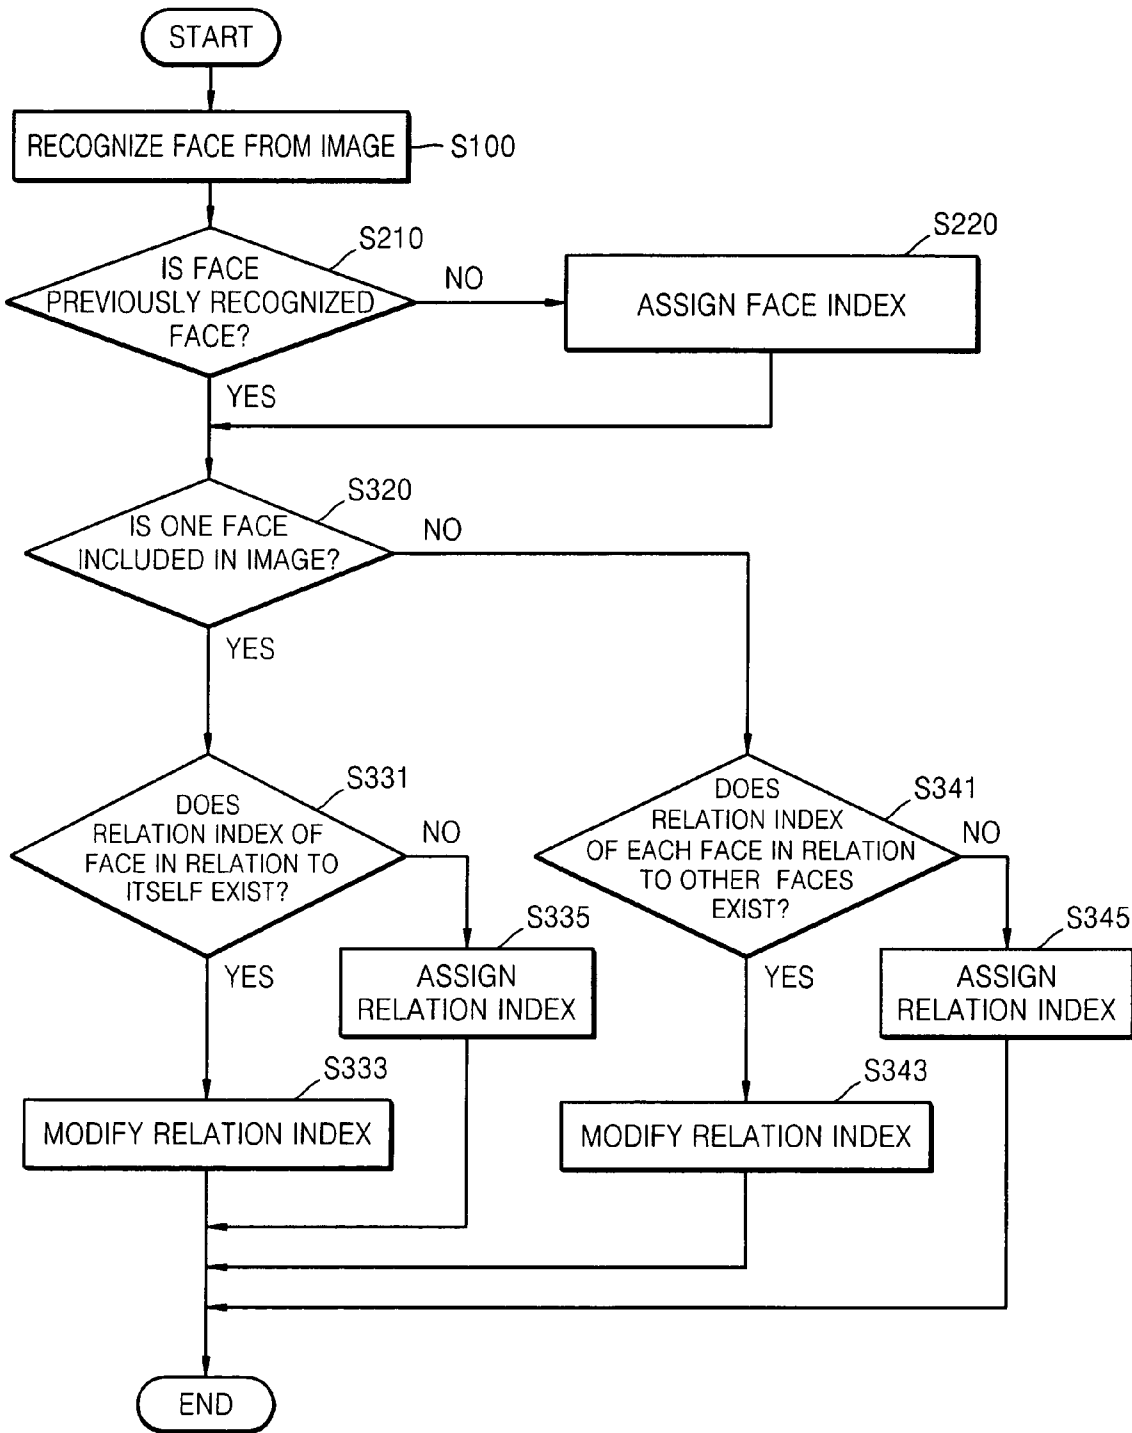 START
RECOGNIZE FACE FROM IMAGE
S100
S210
IS FACE
PREVIOUSLY RECOGNIZED
FACE?
NO
S220
ASSIGN FACE INDEX
YES
S320
IS ONE FACE
INCLUDED IN IMAGE?
NO
YES
S331
DOES
RELATION INDEX OF
FACE IN RELATION TO
ITSELF EXIST?
NO
S341
DOES
RELATION INDEX
OF EACH FACE IN RELATION
TO OTHER FACES
EXIST?
NO
S335
ASSIGN
RELATION INDEX
YES
S345
ASSIGN
RELATION INDEX
YES
S333
MODIFY RELATION INDEX
S343
MODIFY RELATION INDEX
END